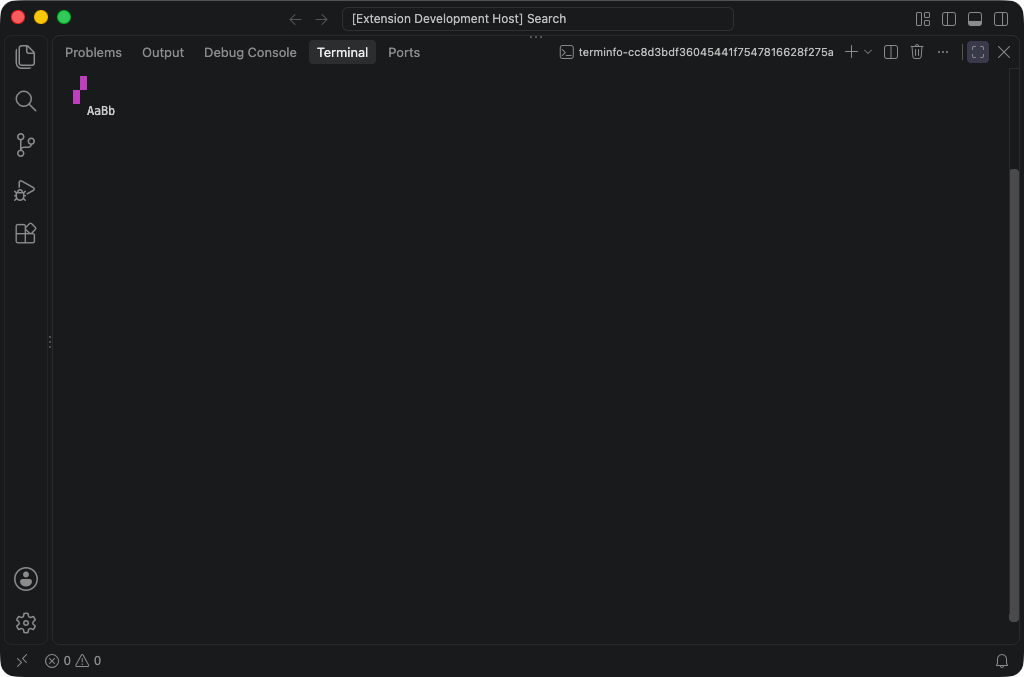 [Extension Development Host] Search
Problems Output Debug Console Terminal Ports terminfo-cc8d3bdf36045441f7547816628f275a
AaBb
0 0